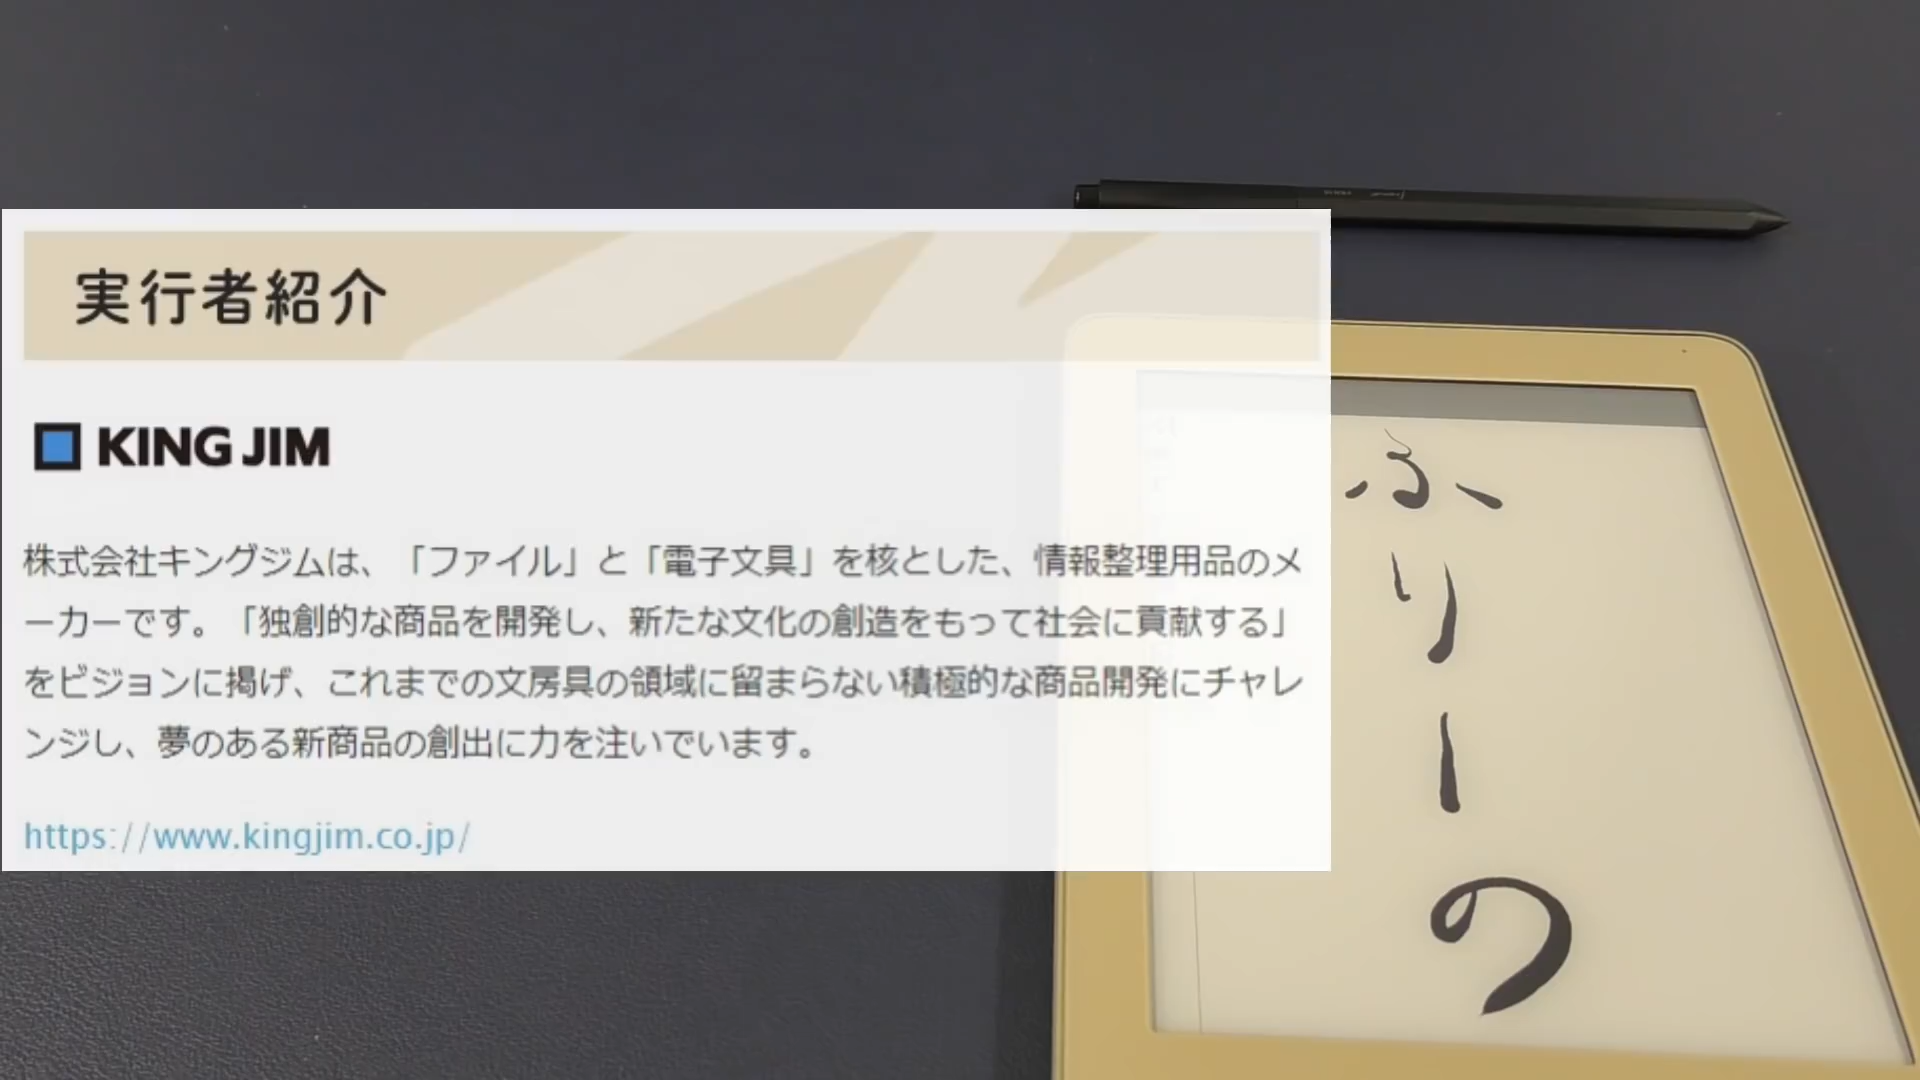 実行者紹介
KING JIM
株式会社キングジムは、「ファイル」と「電子文具」を核とした、情報整理用品のメ
ーカーです。「独創的な商品を開発し、新たな文化の創造をもって社会に貢献する」
をビジョンに掲げ、これまでの文房具の領域に留まらない積極的な商品開発にチャレ
ンジし、夢のある新商品の創出に力を注いでいます。
https://www.kingjim.co.jp/
ふりーの